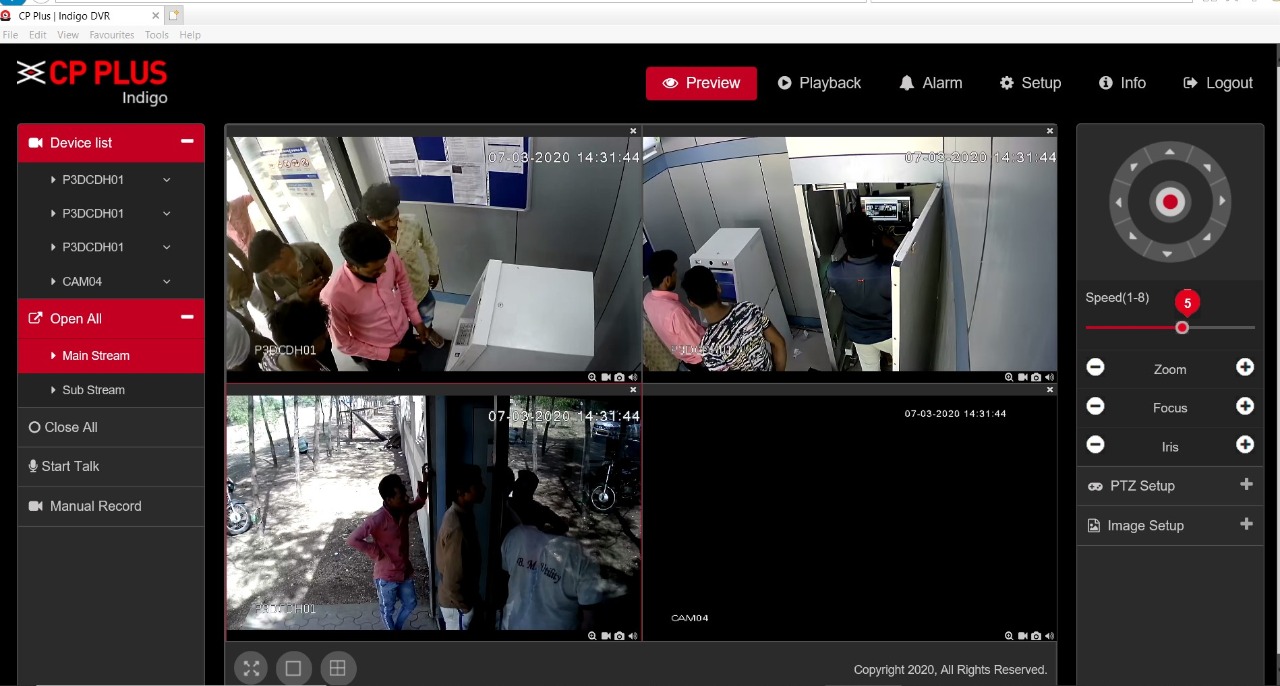 CP Plus | Indigo DVR
File Edit View Favourites Tools Help
CP PLUS
Indigo
Preview
Playback
Alarm
Setup
Info
Logout
Device list
P3DCDH01
P3DCDH01
P3DCDH01
CAM04
Open All
Main Stream
Sub Stream
Close All
Start Talk
Manual Record
07-03-2020 14:31:44
P3DCDH01
07-03-2020 14:31:44
P3DCDH01
07-03-2020 14:31:44
P3DCDH01
07-03-2020 14:31:44
CAM04
Copyright 2020, All Rights Reserved.
Speed(1-8)
5
Zoom
Focus
Iris
PTZ Setup
Image Setup